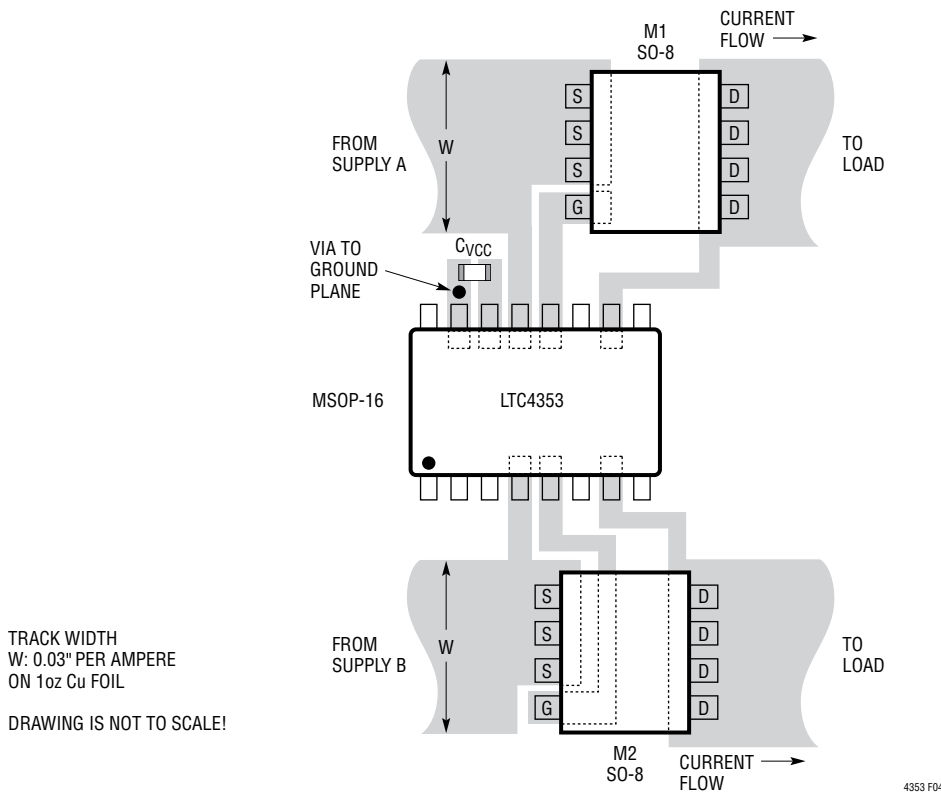 M1
SO-8
CURRENT
FLOW
S
S
S
G
D
D
D
D
FROM
SUPPLY A
W
TO
LOAD
VIA TO
GROUND
PLANE
CVCC
MSOP-16
LTC4353
FROM
SUPPLY B
W
S
S
S
G
D
D
D
D
TO
LOAD
M2
SO-8
CURRENT
FLOW
TRACK WIDTH
W: 0.03" PER AMPERE
ON 1oz Cu FOIL
DRAWING IS NOT TO SCALE!
4353 F04